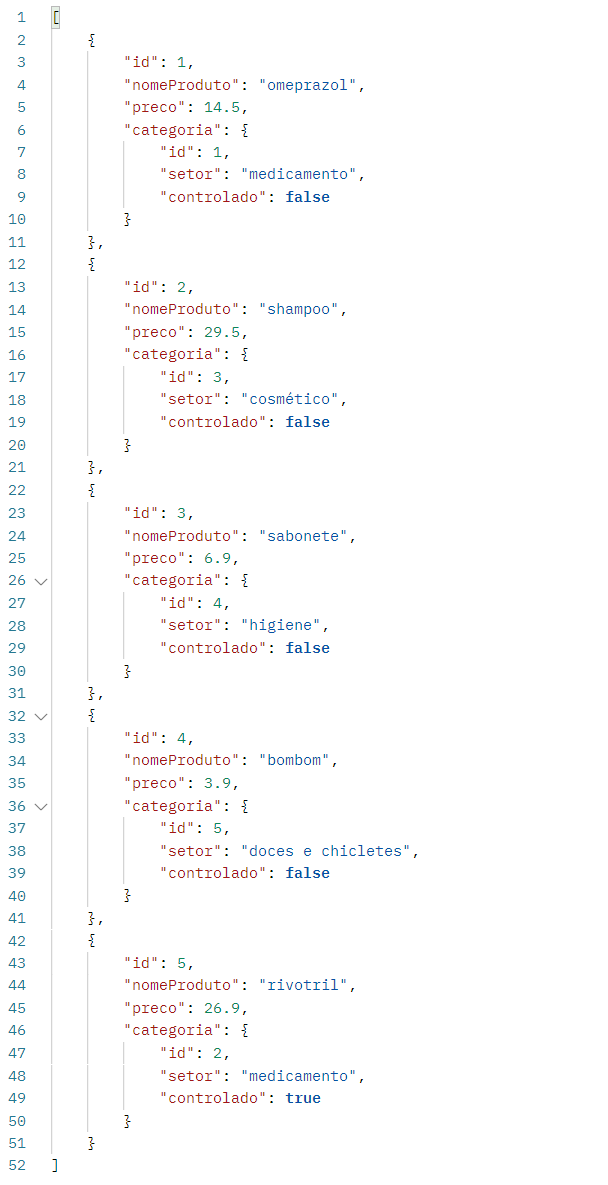 1 [
2     {
3         "id": 1,
4         "nomeProduto": "omeprazol",
5         "preco": 14.5,
6         "categoria": {
7             "id": 1,
8             "setor": "medicamento",
9             "controlado": false
10         }
11     },
12     {
13         "id": 2,
14         "nomeProduto": "shampoo",
15         "preco": 29.5,
16         "categoria": {
17             "id": 3,
18             "setor": "cosmético",
19             "controlado": false
20         }
21     },
22     {
23         "id": 3,
24         "nomeProduto": "sabonete",
25         "preco": 6.9,
26         "categoria": {
27             "id": 4,
28             "setor": "higiene",
29             "controlado": false
30         }
31     },
32     {
33         "id": 4,
34         "nomeProduto": "bombom",
35         "preco": 3.9,
36         "categoria": {
37             "id": 5,
38             "setor": "doces e chicletes",
39             "controlado": false
40         }
41     },
42     {
43         "id": 5,
44         "nomeProduto": "rivotril",
45         "preco": 26.9,
46         "categoria": {
47             "id": 2,
48             "setor": "medicamento",
49             "controlado": true
50         }
51     }
52 ]